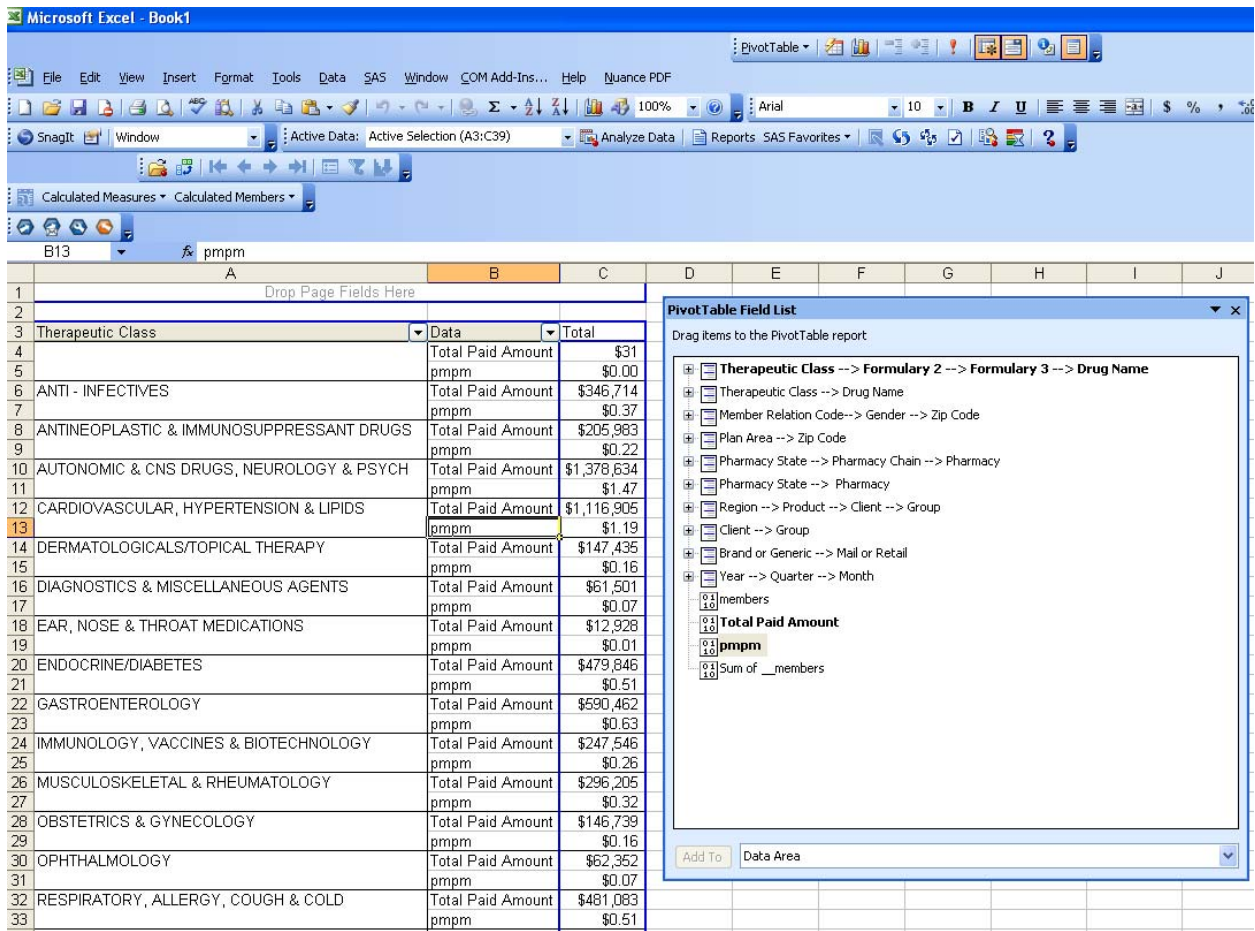 Microsoft Excel - Book1
PivotTable
File Edit View Insert Format Tools Data SAS Window COM Add-Ins... Help Nuance PDF
100% Arial 10 B I U $ % ,
SnagIt Window Active Data: Active Selection (A3:C39) Analyze Data Reports SAS Favorites
Calculated Measures Calculated Members
B13 fx pmpm
A B C D E F G H I J
1 Drop Page Fields Here
2
3 Therapeutic Class Data Total
4 Total Paid Amount $31
5 pmpm $0.00
6 ANTI - INFECTIVES Total Paid Amount $346,714
7 pmpm $0.37
8 ANTINEOPLASTIC & IMMUNOSUPPRESSANT DRUGS Total Paid Amount $205,983
9 pmpm $0.22
10 AUTONOMIC & CNS DRUGS, NEUROLOGY & PSYCH Total Paid Amount $1,378,634
11 pmpm $1.47
12 CARDIOVASCULAR, HYPERTENSION & LIPIDS Total Paid Amount $1,116,905
13 pmpm $1.19
14 DERMATOLOGICALS/TOPICAL THERAPY Total Paid Amount $147,435
15 pmpm $0.16
16 DIAGNOSTICS & MISCELLANEOUS AGENTS Total Paid Amount $61,501
17 pmpm $0.07
18 EAR, NOSE & THROAT MEDICATIONS Total Paid Amount $12,928
19 pmpm $0.01
20 ENDOCRINE/DIABETES Total Paid Amount $479,846
21 pmpm $0.51
22 GASTROENTEROLOGY Total Paid Amount $590,462
23 pmpm $0.63
24 IMMUNOLOGY, VACCINES & BIOTECHNOLOGY Total Paid Amount $247,546
25 pmpm $0.26
26 MUSCULOSKELETAL & RHEUMATOLOGY Total Paid Amount $296,205
27 pmpm $0.32
28 OBSTETRICS & GYNECOLOGY Total Paid Amount $146,739
29 pmpm $0.16
30 OPHTHALMOLOGY Total Paid Amount $62,352
31 pmpm $0.07
32 RESPIRATORY, ALLERGY, COUGH & COLD Total Paid Amount $481,083
33 pmpm $0.51
PivotTable Field List
Drag items to the PivotTable report
Therapeutic Class --> Formulary 2 --> Formulary 3 --> Drug Name
Therapeutic Class --> Drug Name
Member Relation Code--> Gender --> Zip Code
Plan Area --> Zip Code
Pharmacy State --> Pharmacy Chain --> Pharmacy
Pharmacy State --> Pharmacy
Region --> Product --> Client --> Group
Client --> Group
Brand or Generic --> Mail or Retail
Year --> Quarter --> Month
members
Total Paid Amount
pmpm
Sum of __members
Add To Data Area